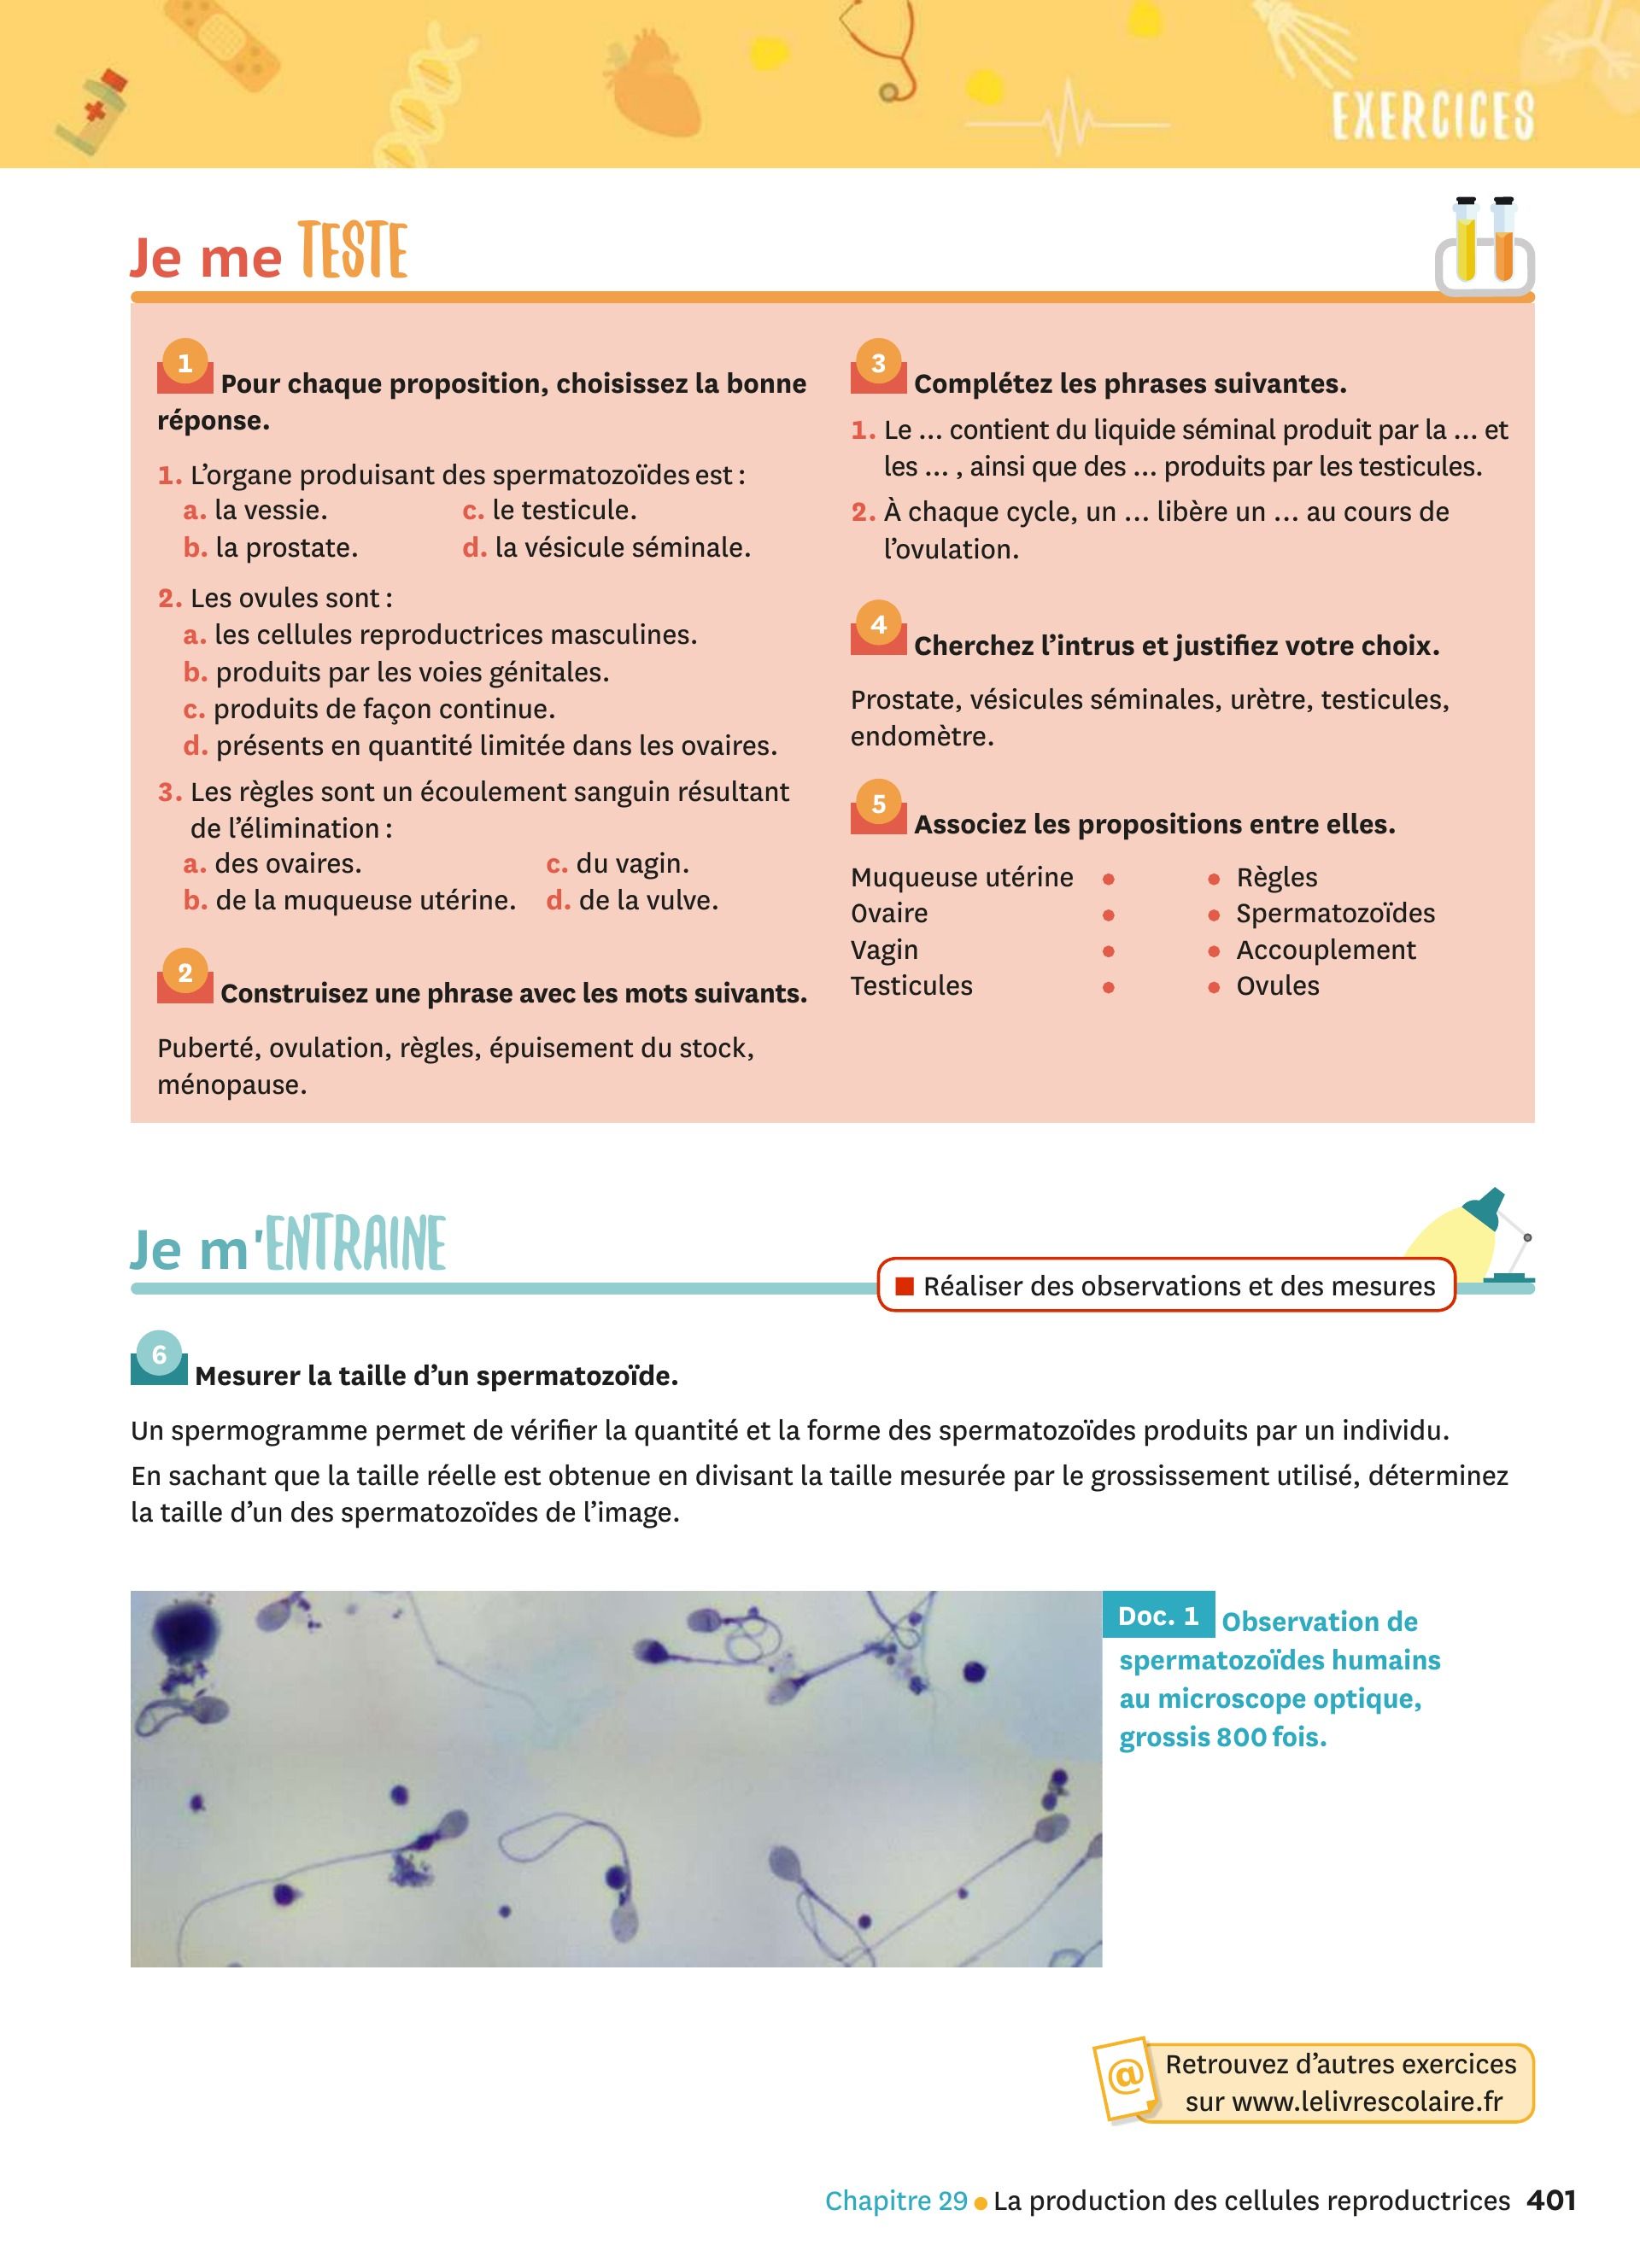 EXERCICES
Je me TESTE
1 Pour chaque proposition, choisissez la bonne
réponse.
1. L’organe produisant des spermatozoïdes est :
a. la vessie. c. le testicule.
b. la prostate. d. la vésicule séminale.
2. Les ovules sont :
a. les cellules reproductrices masculines.
b. produits par les voies génitales.
c. produits de façon continue.
d. présents en quantité limitée dans les ovaires.
3. Les règles sont un écoulement sanguin résultant
de l’élimination :
a. des ovaires. c. du vagin.
b. de la muqueuse utérine. d. de la vulve.
2 Construisez une phrase avec les mots suivants.
Puberté, ovulation, règles, épuisement du stock,
ménopause.
3 Complétez les phrases suivantes.
1. Le ... contient du liquide séminal produit par la ... et
les ... , ainsi que des ... produits par les testicules.
2. À chaque cycle, un ... libère un ... au cours de
l’ovulation.
4 Cherchez l’intrus et justifiez votre choix.
Prostate, vésicules séminales, urètre, testicules,
endomètre.
5 Associez les propositions entre elles.
Muqueuse utérine • • Règles
Ovaire • • Spermatozoïdes
Vagin • • Accouplement
Testicules • • Ovules
Je m'ENTRAINE
■ Réaliser des observations et des mesures
6 Mesurer la taille d’un spermatozoïde.
Un spermogramme permet de vérifier la quantité et la forme des spermatozoïdes produits par un individu.
En sachant que la taille réelle est obtenue en divisant la taille mesurée par le grossissement utilisé, déterminez
la taille d’un des spermatozoïdes de l’image.
Doc. 1 Observation de
spermatozoïdes humains
au microscope optique,
grossis 800 fois.
@ Retrouvez d’autres exercices
sur www.lelivrescolaire.fr
Chapitre 29 • La production des cellules reproductrices 401